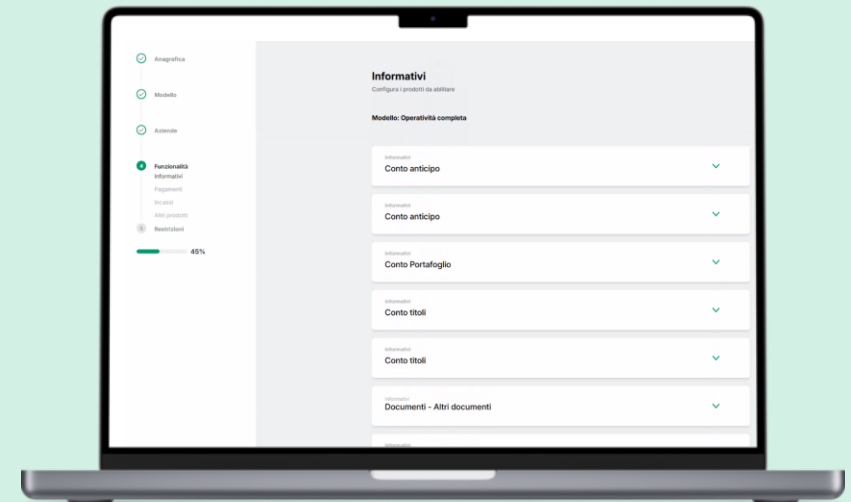 Anagrafica
Modello
Aziende
4
Funzionalità
Informativi
Pagamenti
Incassi
Altri prodotti
5
Restrizioni
45%
Informativi
Configura i prodotti da abilitare
Modello: Operatività completa
Informativi
Conto anticipo
Informativi
Conto anticipo
Informativi
Conto Portafoglio
Informativi
Conto titoli
Informativi
Conto titoli
Informativi
Documenti - Altri documenti
Informativi